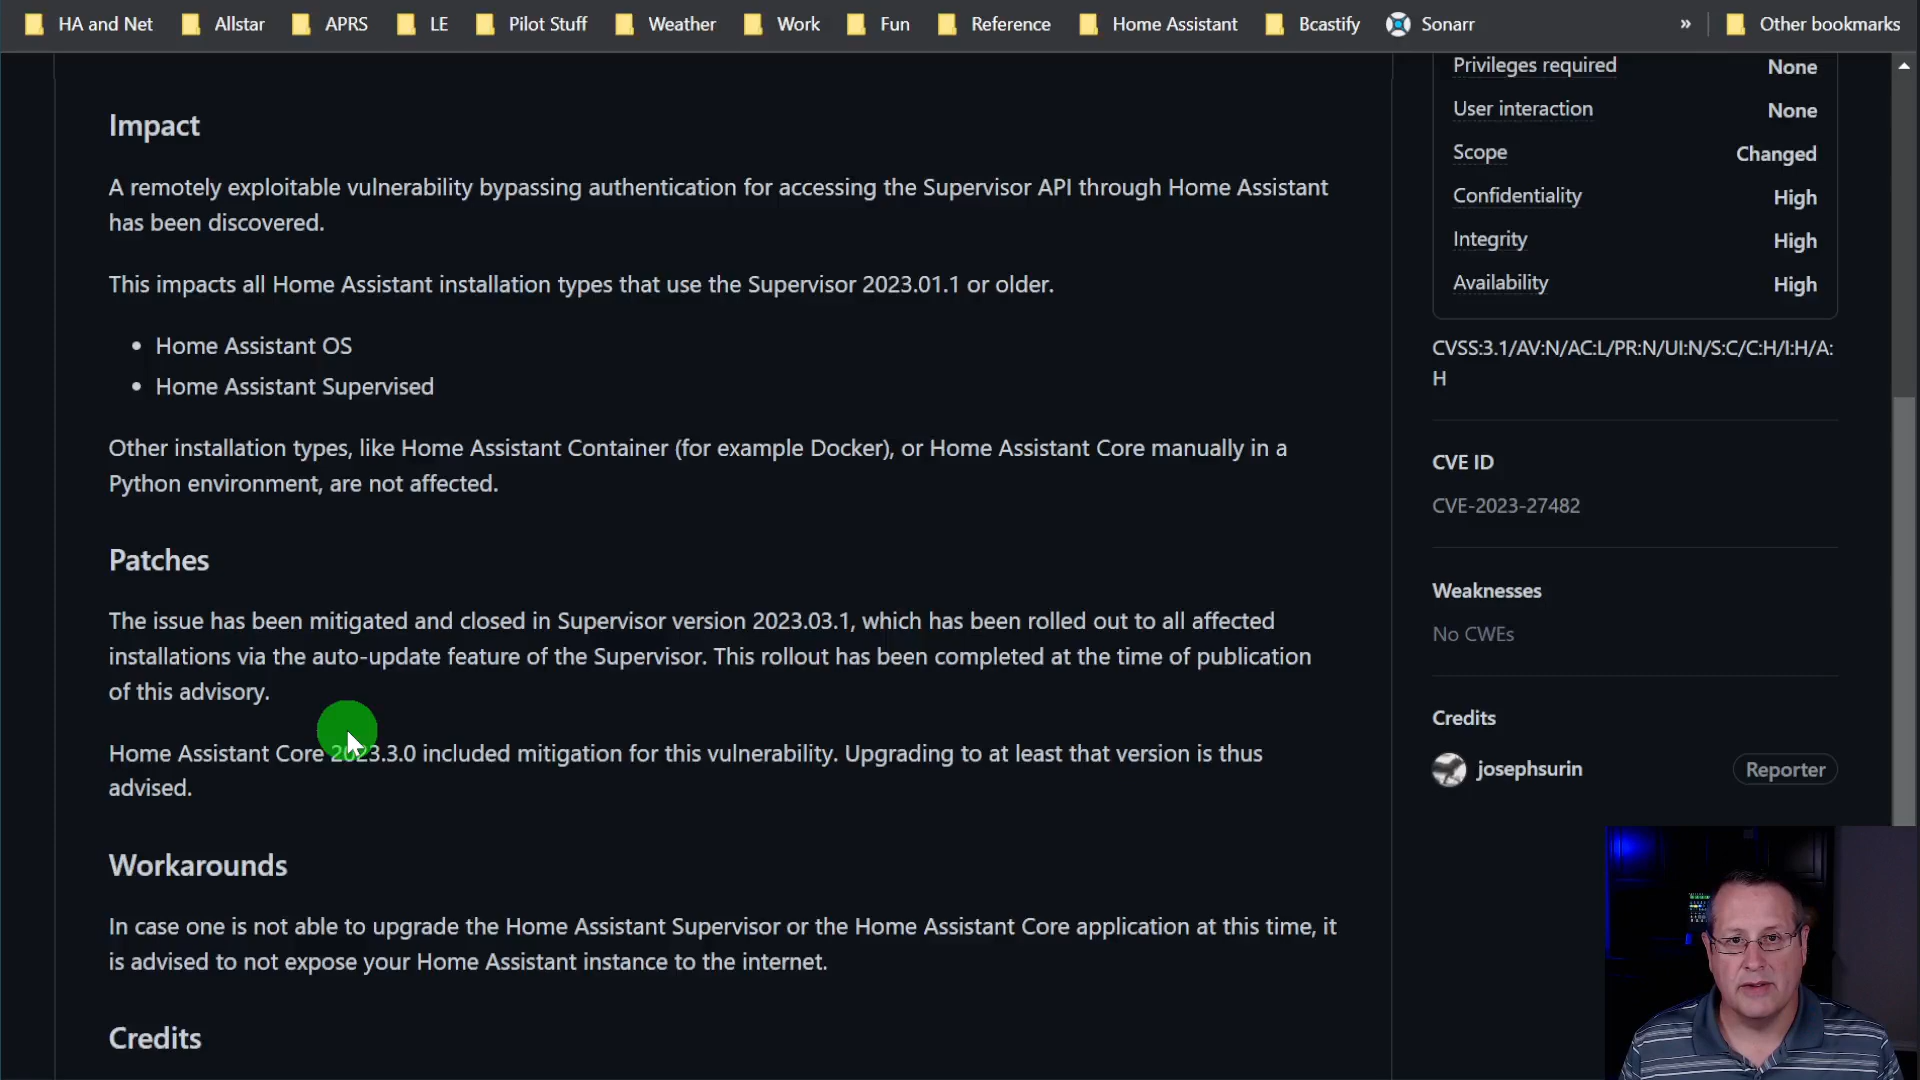 HA and Net Allstar APRS LE Pilot Stuff Weather Work Fun Reference Home Assistant Bcastify Sonarr » Other bookmarks
Impact
A remotely exploitable vulnerability bypassing authentication for accessing the Supervisor API through Home Assistant
has been discovered.
This impacts all Home Assistant installation types that use the Supervisor 2023.01.1 or older.
• Home Assistant OS
• Home Assistant Supervised
Other installation types, like Home Assistant Container (for example Docker), or Home Assistant Core manually in a
Python environment, are not affected.
Patches
The issue has been mitigated and closed in Supervisor version 2023.03.1, which has been rolled out to all affected
installations via the auto-update feature of the Supervisor. This rollout has been completed at the time of publication
of this advisory.
Home Assistant Core 2023.3.0 included mitigation for this vulnerability. Upgrading to at least that version is thus
advised.
Workarounds
In case one is not able to upgrade the Home Assistant Supervisor or the Home Assistant Core application at this time, it
is advised to not expose your Home Assistant instance to the internet.
Credits
Privileges required None
User interaction None
Scope Changed
Confidentiality High
Integrity High
Availability High
CVSS:3.1/AV:N/AC:L/PR:N/UI:N/S:C/C:H/I:H/A:
H
CVE ID
CVE-2023-27482
Weaknesses
No CWEs
Credits
josephsurin Reporter